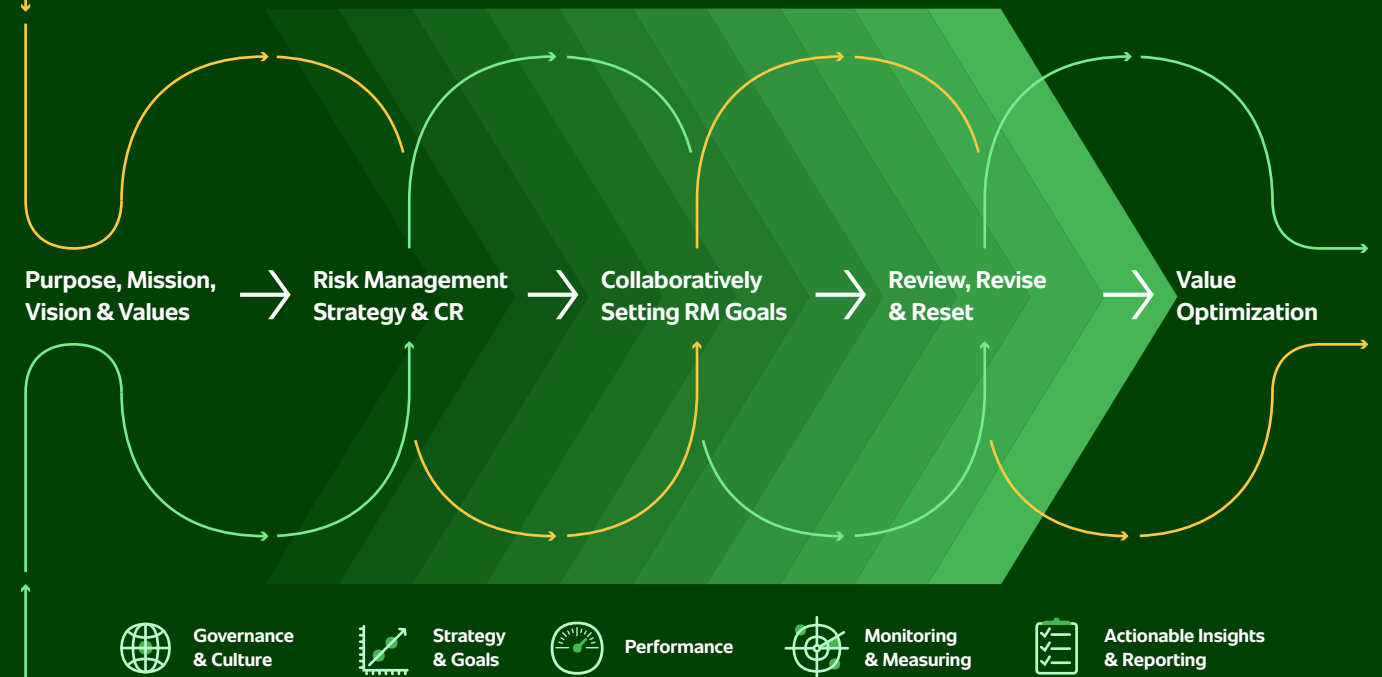 Purpose, Mission,
Vision & Values
Risk Management
Strategy & CR
Collaboratively
Setting RM Goals
Review, Revise
& Reset
Value
Optimization
Governance
& Culture
Strategy
& Goals
Performance
Monitoring
& Measuring
Actionable Insights
& Reporting